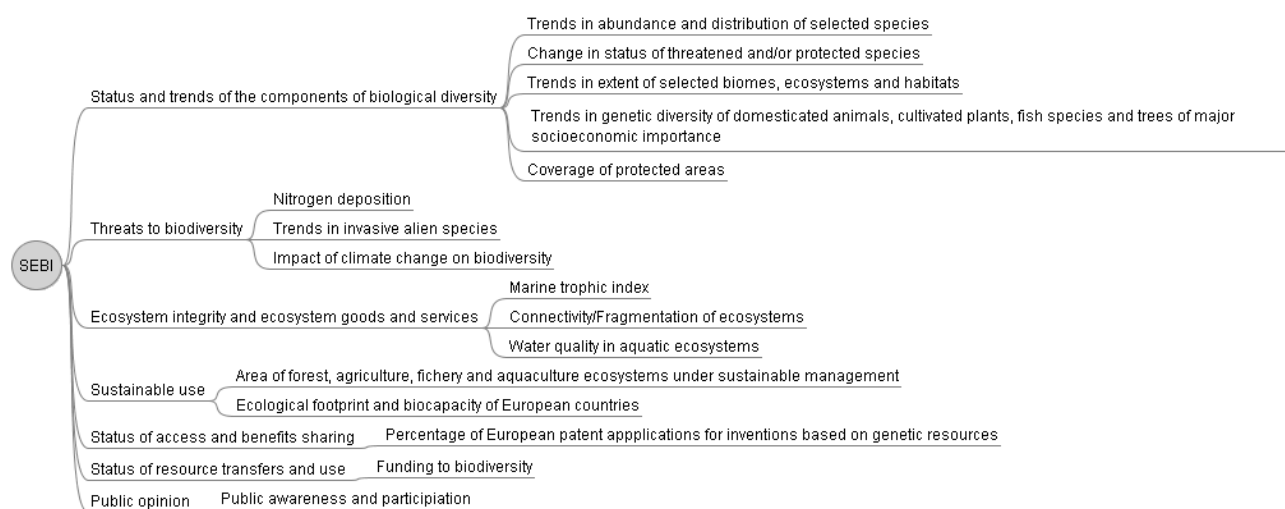 SEBI
Status and trends of the components of biological diversity
Trends in abundance and distribution of selected species
Change in status of threatened and/or protected species
Trends in extent of selected biomes, ecosystems and habitats
Trends in genetic diversity of domesticated animals, cultivated plants, fish species and trees of major
socioeconomic importance
Coverage of protected areas
Threats to biodiversity
Nitrogen deposition
Trends in invasive alien species
Impact of climate change on biodiversity
Ecosystem integrity and ecosystem goods and services
Marine trophic index
Connectivity/Fragmentation of ecosystems
Water quality in aquatic ecosystems
Sustainable use
Area of forest, agriculture, fichery and aquaculture ecosystems under sustainable management
Ecological footprint and biocapacity of European countries
Status of access and benefits sharing
Percentage of European patent appplications for inventions based on genetic resources
Status of resource transfers and use
Funding to biodiversity
Public opinion
Public awareness and participiation